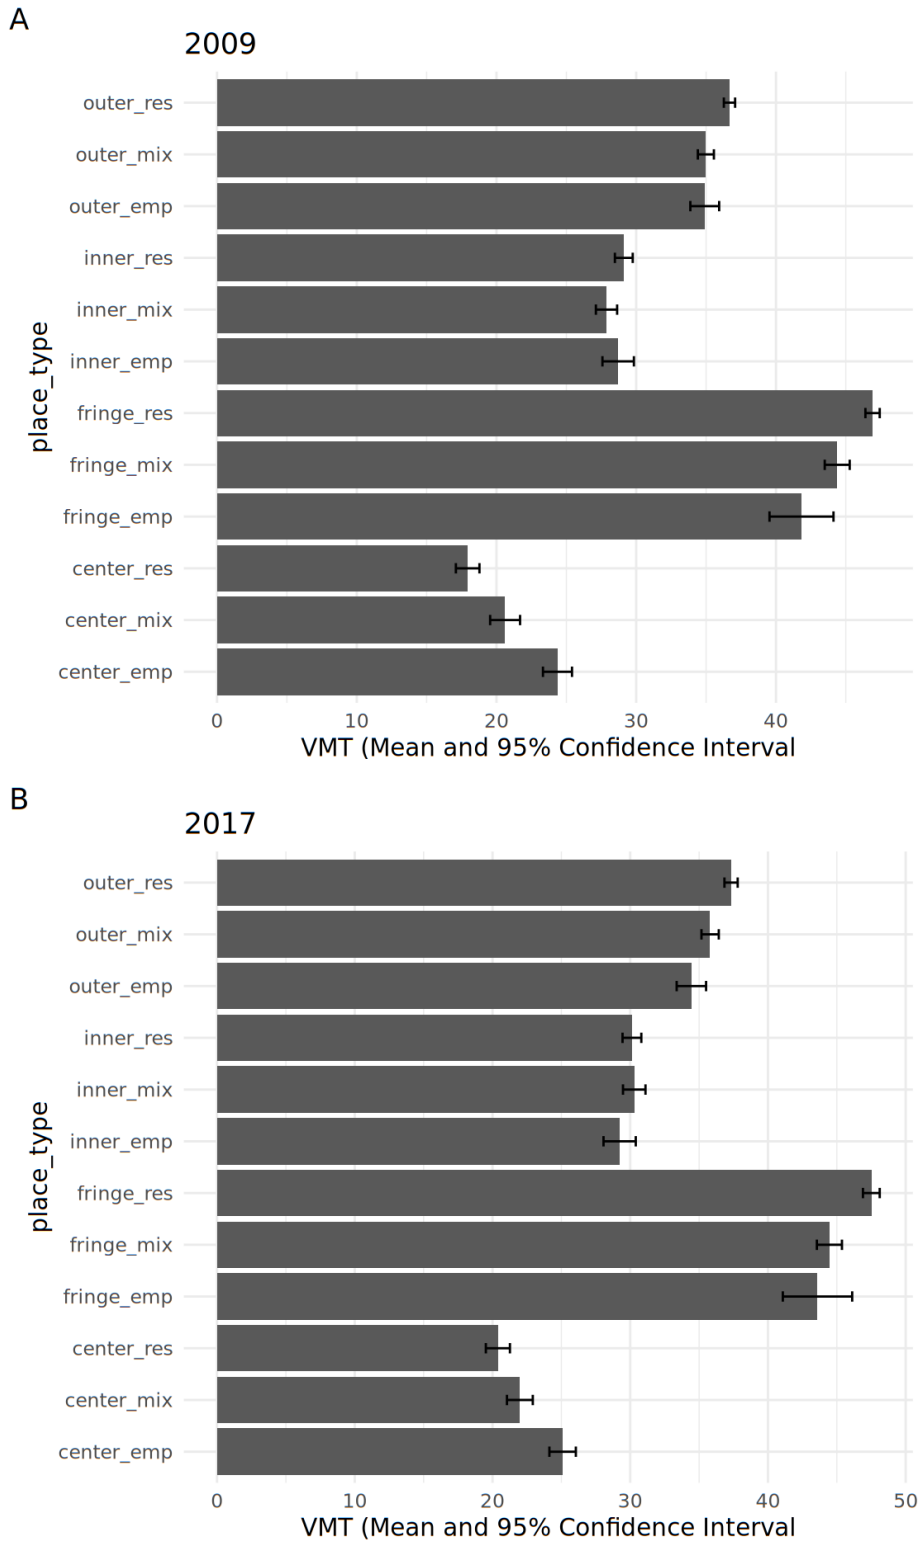 A
2009
outer_res
outer_mix
outer_emp
inner_res
inner_mix
inner_emp
fringe_res
fringe_mix
fringe_emp
center_res
center_mix
center_emp
place_type
0 10 20 30 40
VMT (Mean and 95% Confidence Interval
B
2017
outer_res
outer_mix
outer_emp
inner_res
inner_mix
inner_emp
fringe_res
fringe_mix
fringe_emp
center_res
center_mix
center_emp
place_type
0 10 20 30 40 50
VMT (Mean and 95% Confidence Interval